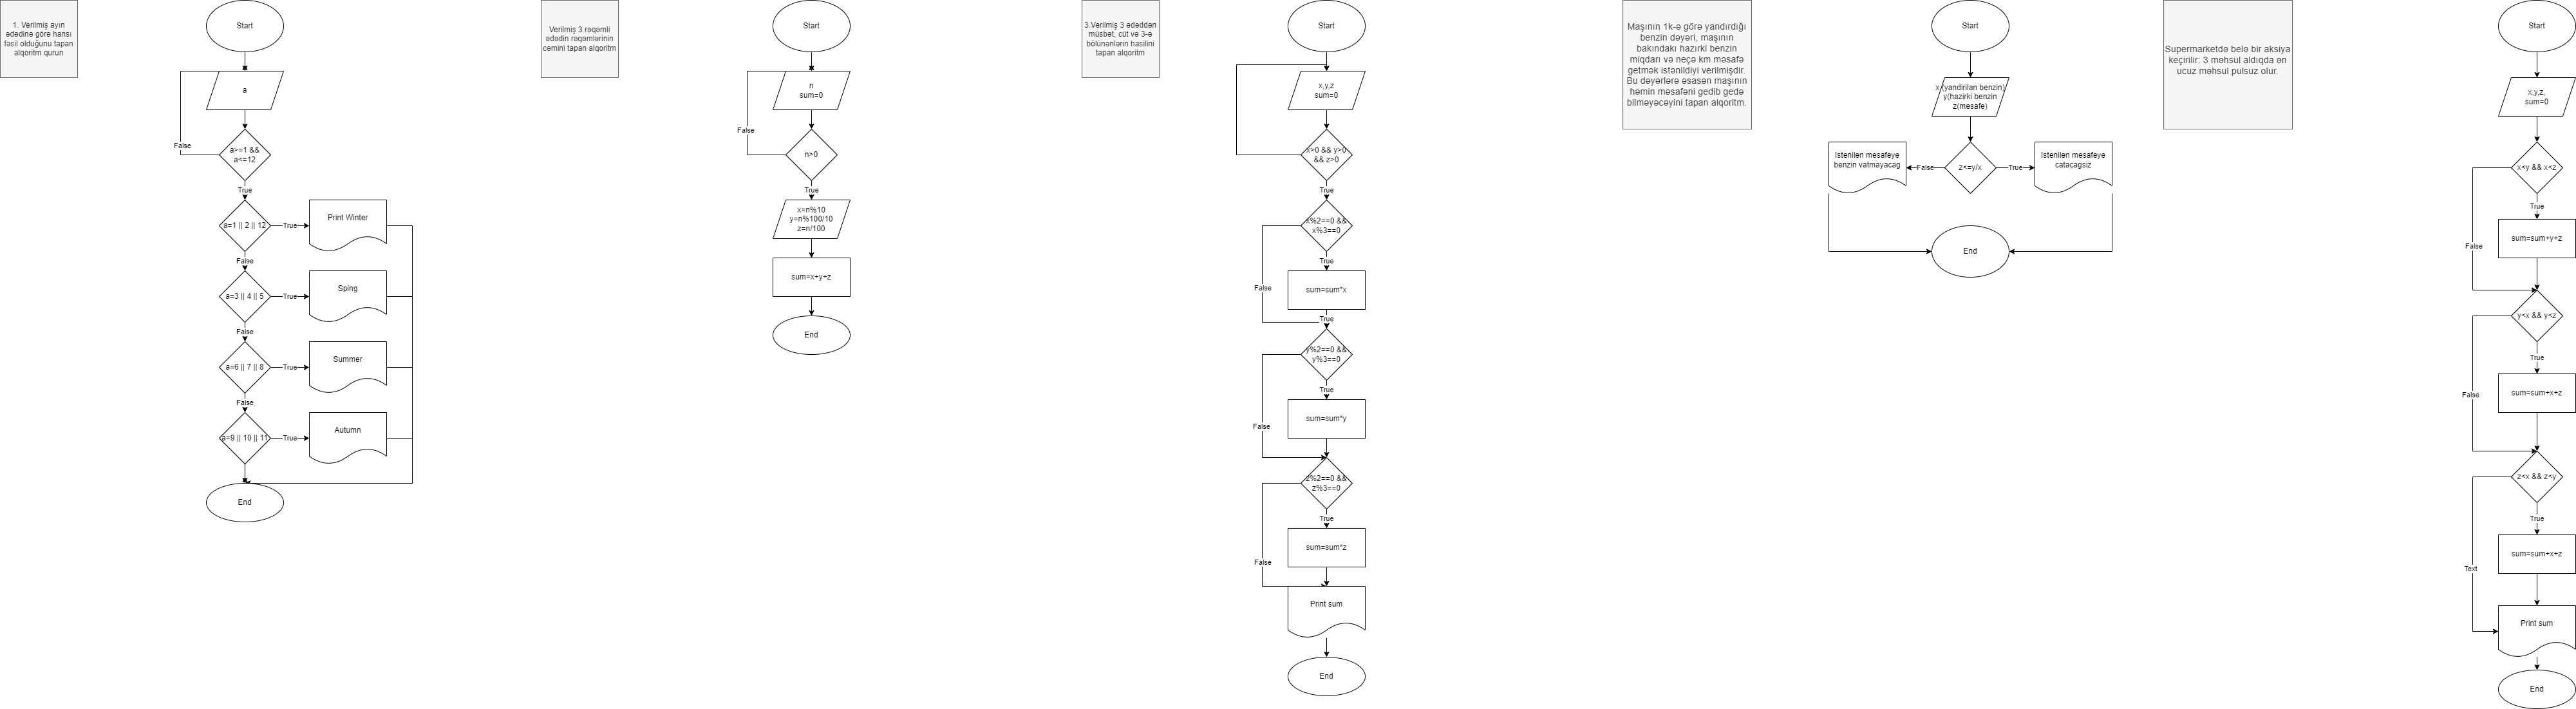 1. Verilmiş ayın
ədədinə görə hansı
fəsil olduğunu tapan
alqoritm qurun
Start
a
False
a>=1 &&
a<=12
True
a=1 || 2 || 12
True
Print Winter
False
a=3 || 4 || 5
True
Sping
False
a=6 || 7 || 8
True
Summer
False
a=9 || 10 || 11
True
Autumn
End
Verilmiş 3 rəqəmli
ədədin rəqəmlərinin
cəmini tapan alqoritm
Start
n
sum=0
False
n>0
True
x=n%10
y=n%100/10
z=n/100
sum=x+y+z
End
3.Verilmiş 3 ədəddən
müsbət, cüt və 3-ə
bölünənlərin hasilini
tapan alqoritm
Start
x,y,z
sum=0
x>0 && y>0
&& z>0
True
x%2==0 &&
x%3==0
True
False
sum=sum*x
True
y%2==0 &&
y%3==0
True
False
sum=sum*y
z%2==0 &&
z%3==0
True
False
sum=sum*z
Print sum
End
Maşının 1k-ə görə yandırdığı
benzin dəyəri, maşının
bakındakı hazırki benzin
miqdarı və neçə km məsafə
getmək istənildiyi verilmişdir.
Bu dəyərlərə əsasən maşının
həmin məsafəni gedib gedə
bilməyəcəyini tapan alqoritm.
Start
x (yandirilan benzin)
y(hazirki benzin
z(mesafe)
Istenilen mesafeye
benzin vatmayacag
False
z<=y/x
True
Istenilen mesafeye
catacagsiz
End
Supermarketdə belə bir aksiya
keçirilir: 3 məhsul aldıqda ən
ucuz məhsul pulsuz olur.
Start
x,y,z,
sum=0
x<y && x<z
True
False
sum=sum+y+z
y<x && y<z
True
False
sum=sum+x+z
z<x && z<y
True
Text
sum=sum+x+z
Print sum
End